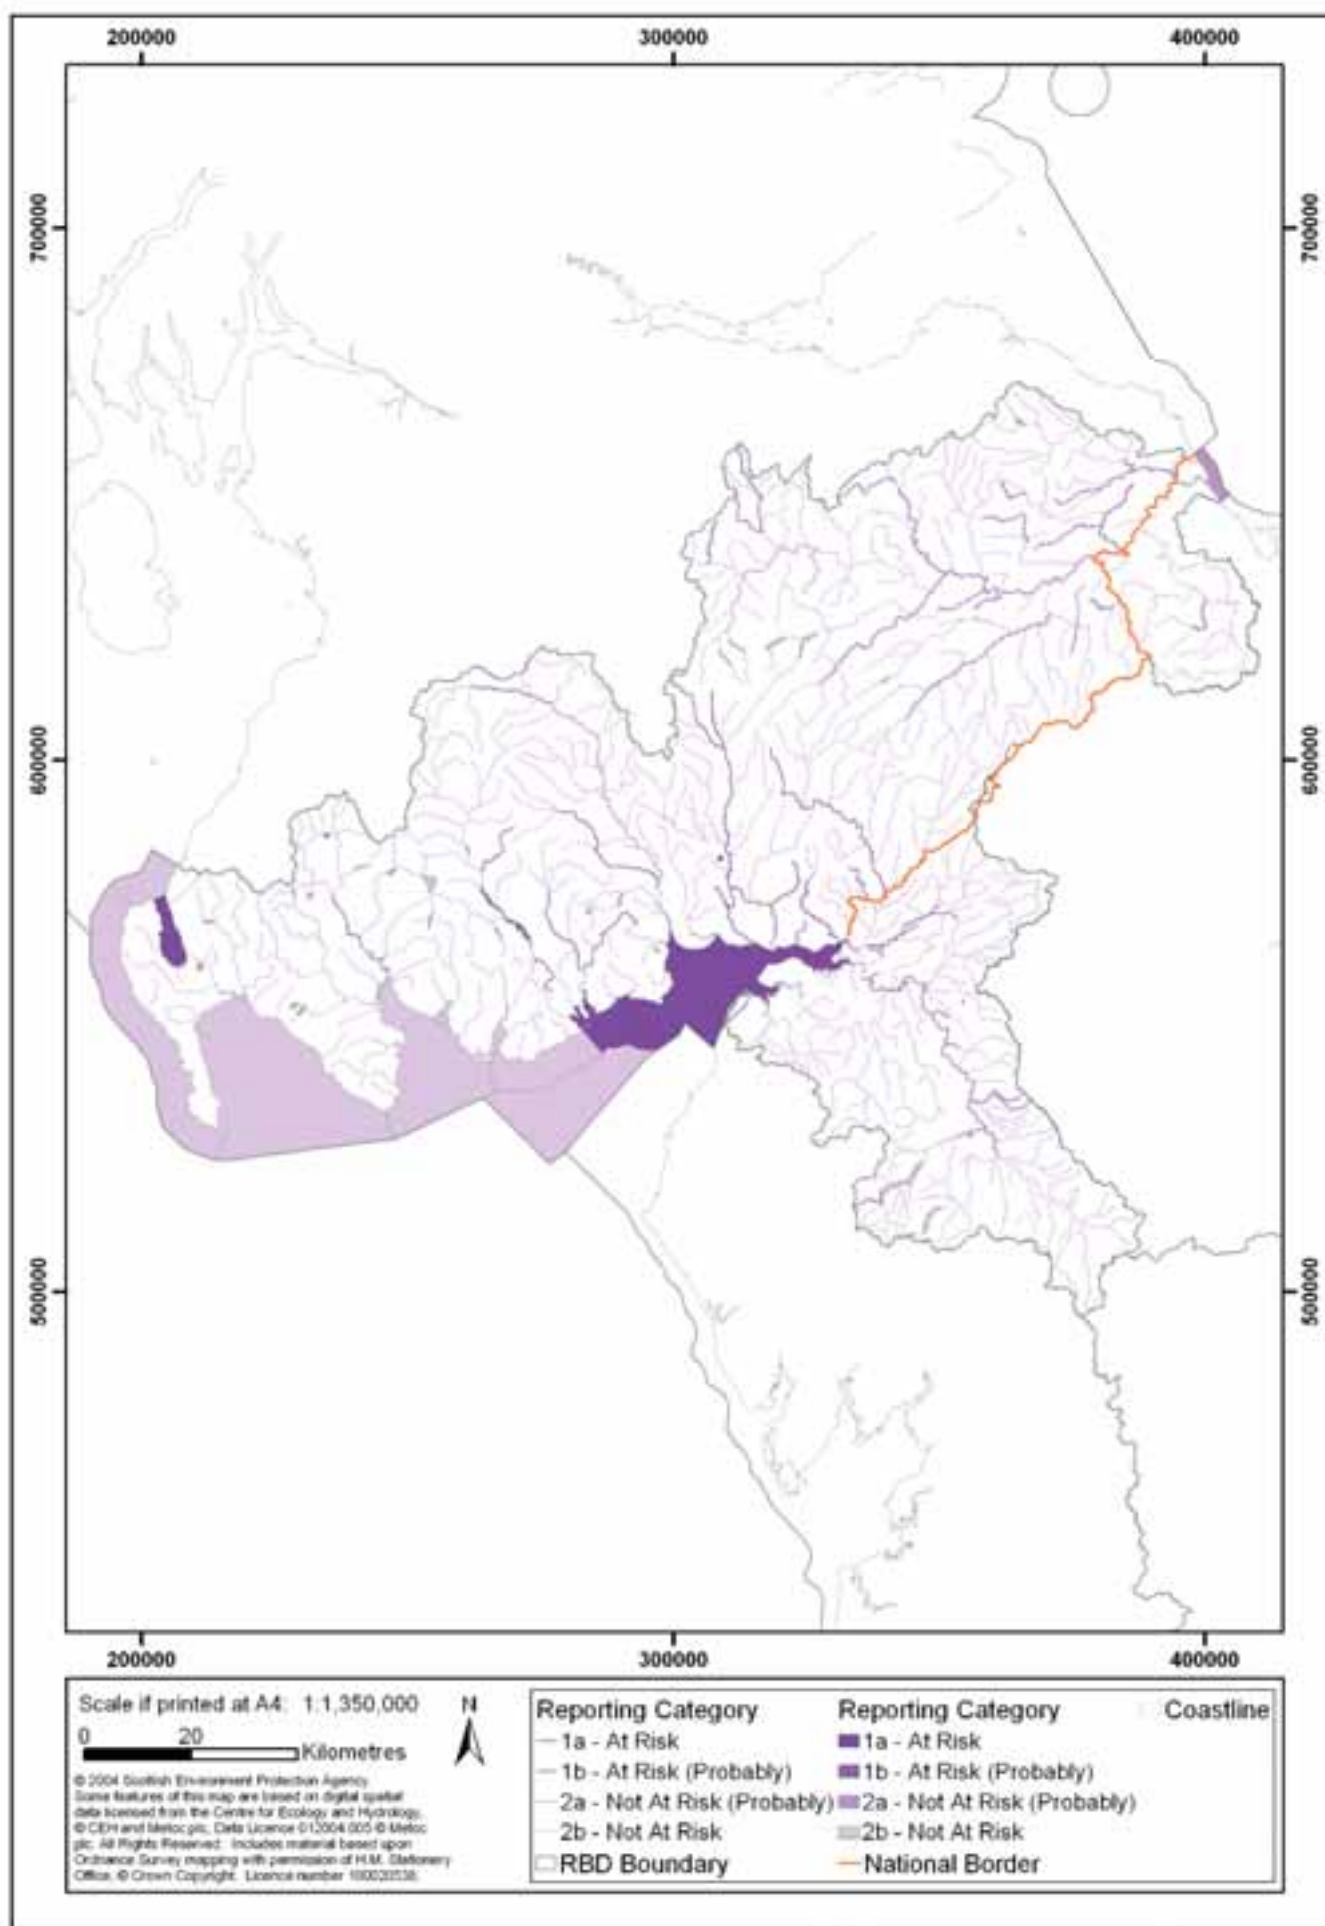 200000 300000 400000
700000 700000
600000 600000
500000 500000
200000 300000 400000
Scale if printed at A4: 1:1,350,000
N
0 20
Kilometres
© 2004 Scottish Environment Protection Agency.
Some features of this map are based on digital spatial
data licensed from the Centre for Ecology and Hydrology,
© CEH and Metoc plc, Data Licence 012004.005 © Metoc
plc. All Rights Reserved. Includes material based upon
Ordnance Survey mapping with permission of H.M. Stationery
Office, © Crown Copyright. Licence number
Reporting Category
1a - At Risk
1b - At Risk (Probably)
2a - Not At Risk (Probably)
2b - Not At Risk
RBD Boundary
Reporting Category
1a - At Risk
1b - At Risk (Probably)
2a - Not At Risk (Probably)
2b - Not At Risk
National Border
Coastline